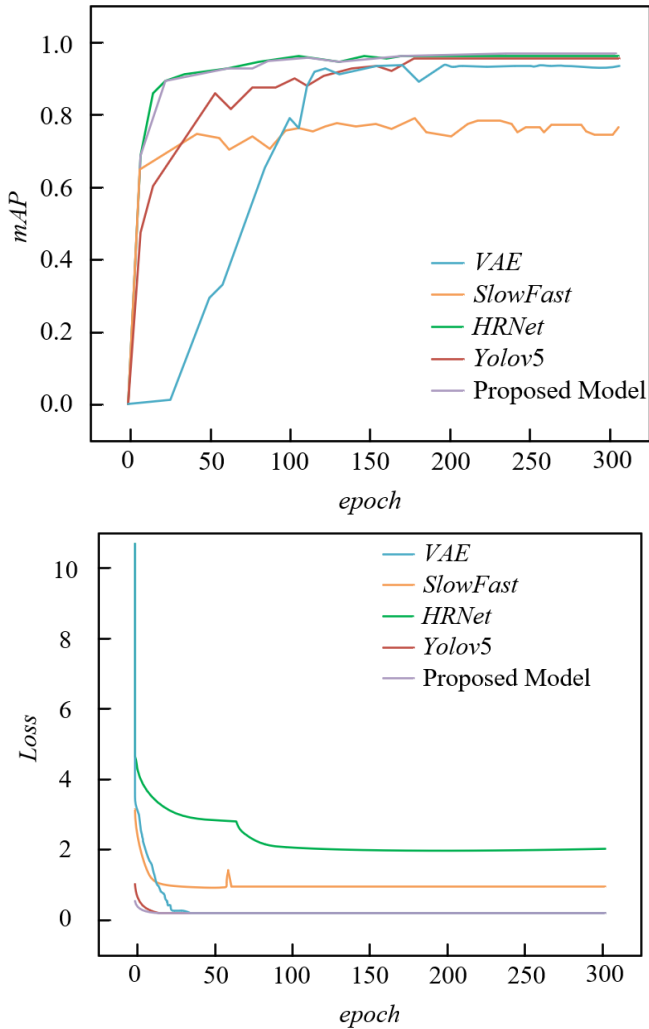 1.0
0.8
0.6
0.4
0.2
0.0
mAP
VAE
SlowFast
HRNet
Yolov5
Proposed Model
0 50 100 150 200 250 300
epoch
10
8
6
4
2
0
Loss
VAE
SlowFast
HRNet
Yolov5
Proposed Model
0 50 100 150 200 250 300
epoch